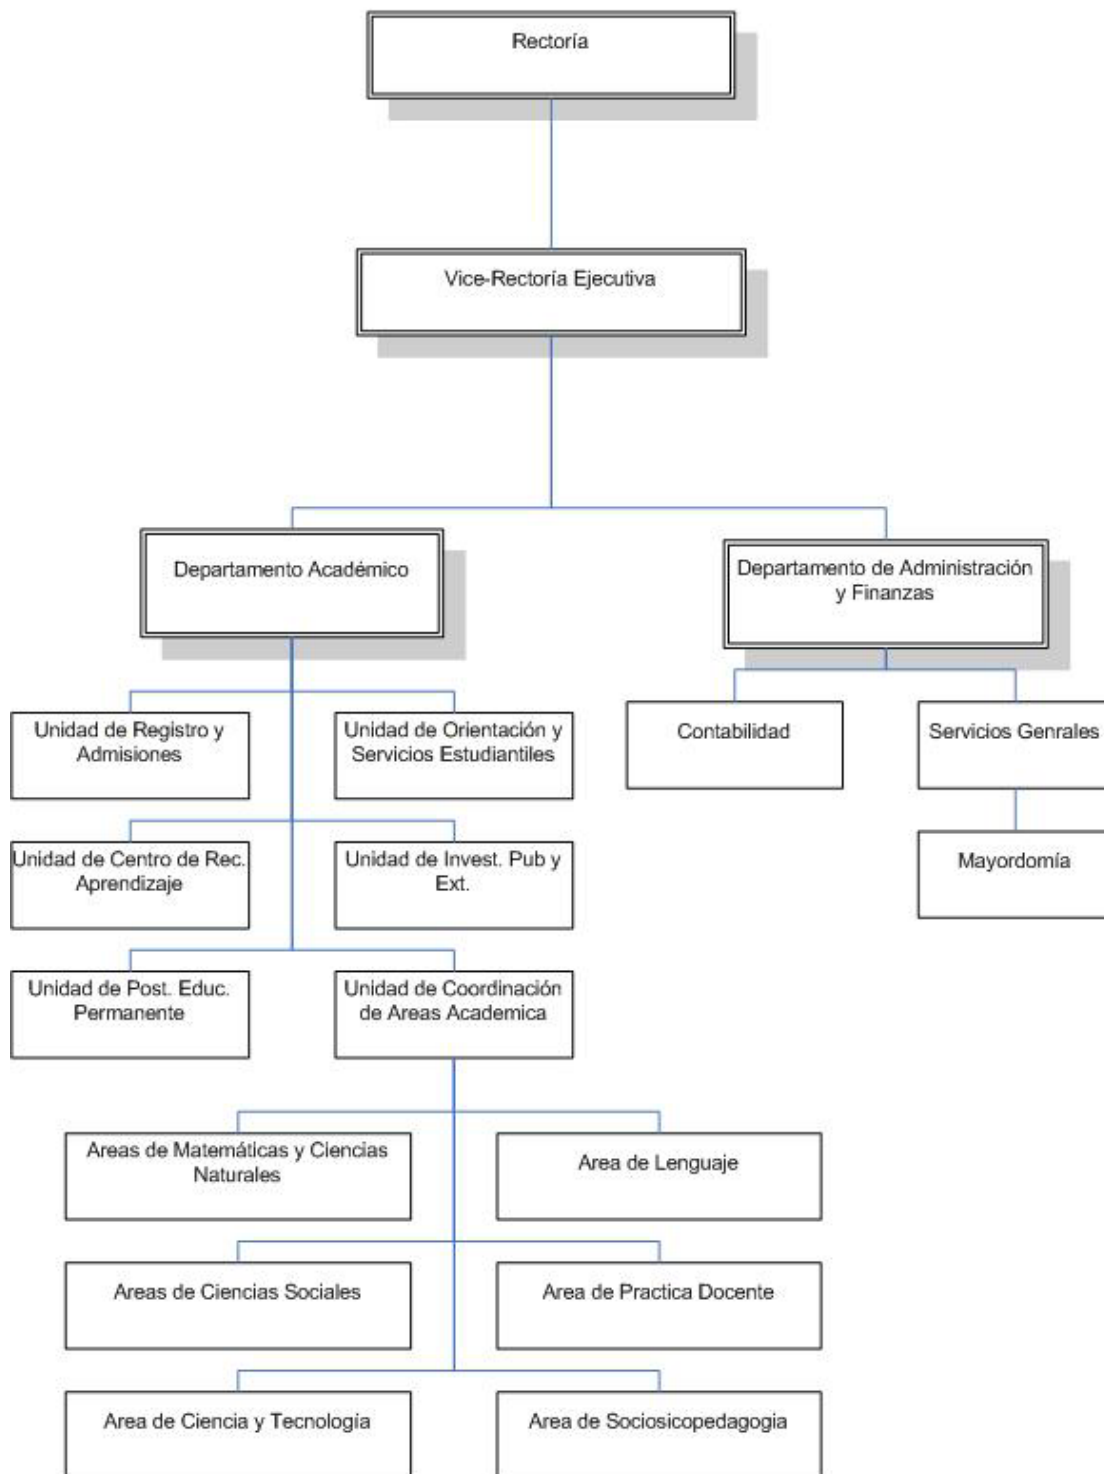 Rectoría
Vice-Rectoría Ejecutiva
Departamento Académico
Departamento de Administración
y Finanzas
Unidad de Registro y
Admisiones
Unidad de Orientación y
Servicios Estudiantiles
Contabilidad
Servicios Genrales
Unidad de Centro de Rec.
Aprendizaje
Unidad de Invest. Pub y
Ext.
Mayordomía
Unidad de Post. Educ.
Permanente
Unidad de Coordinación
de Areas Academica
Areas de Matemáticas y Ciencias
Naturales
Area de Lenguaje
Areas de Ciencias Sociales
Area de Practica Docente
Area de Ciencia y Tecnología
Area de Sociosicopedagogia